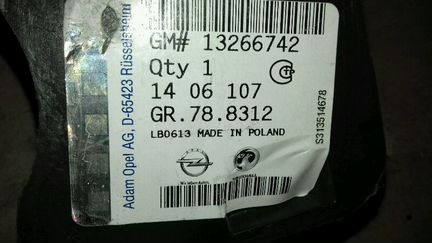 GM# 13266742
Qty 1
14 06 107
GR.78.8312
LB0613 MADE IN POLAND
Adam Opel AG, D-65423 Rüsselsheim
S313514678